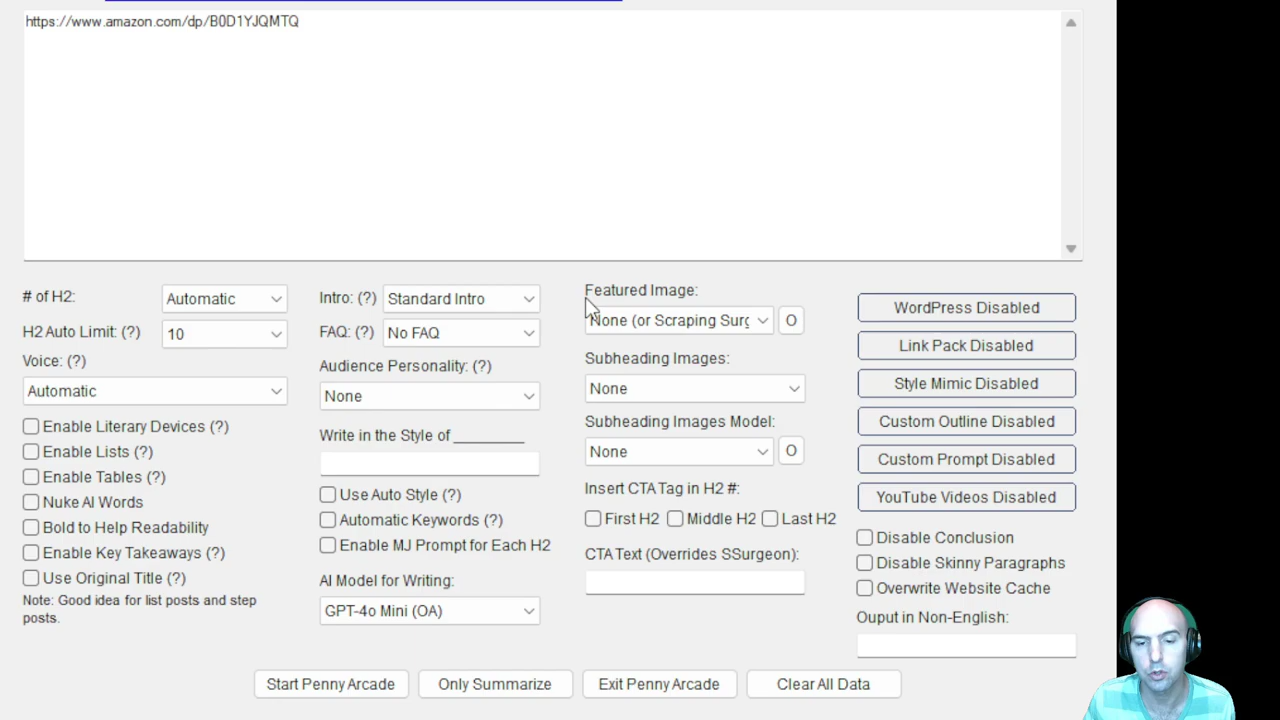 https://www.amazon.com/dp/B0D1YJQMTQ
# of H2:
Automatic
H2 Auto Limit: (?)
10
Voice: (?)
Automatic
Enable Literary Devices (?)
Enable Lists (?)
Enable Tables (?)
Nuke AI Words
Bold to Help Readability
Enable Key Takeaways (?)
Use Original Title (?)
Note: Good idea for list posts and step
posts.
Intro: (?)
Standard Intro
FAQ: (?)
No FAQ
Audience Personality: (?)
None
Write in the Style of ________
Use Auto Style (?)
Automatic Keywords (?)
Enable MJ Prompt for Each H2
AI Model for Writing:
GPT-4o Mini (OA)
Featured Image:
None (or Scraping Surg
O
Subheading Images:
None
Subheading Images Model:
None
O
Insert CTA Tag in H2 #:
First H2
Middle H2
Last H2
CTA Text (Overrides SSurgeon):
WordPress Disabled
Link Pack Disabled
Style Mimic Disabled
Custom Outline Disabled
Custom Prompt Disabled
YouTube Videos Disabled
Disable Conclusion
Disable Skinny Paragraphs
Overwrite Website Cache
Ouput in Non-English:
Start Penny Arcade
Only Summarize
Exit Penny Arcade
Clear All Data